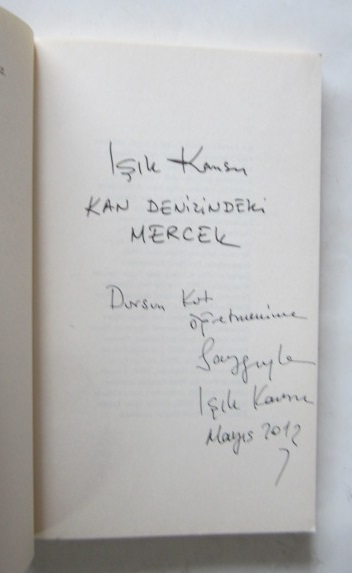 Işık Kansu
KAN DENİZİNDEKİ
MERCEK
Dursun Kut
öğretmenime
Saygıyla
Işık Kansu
Mayıs 2012